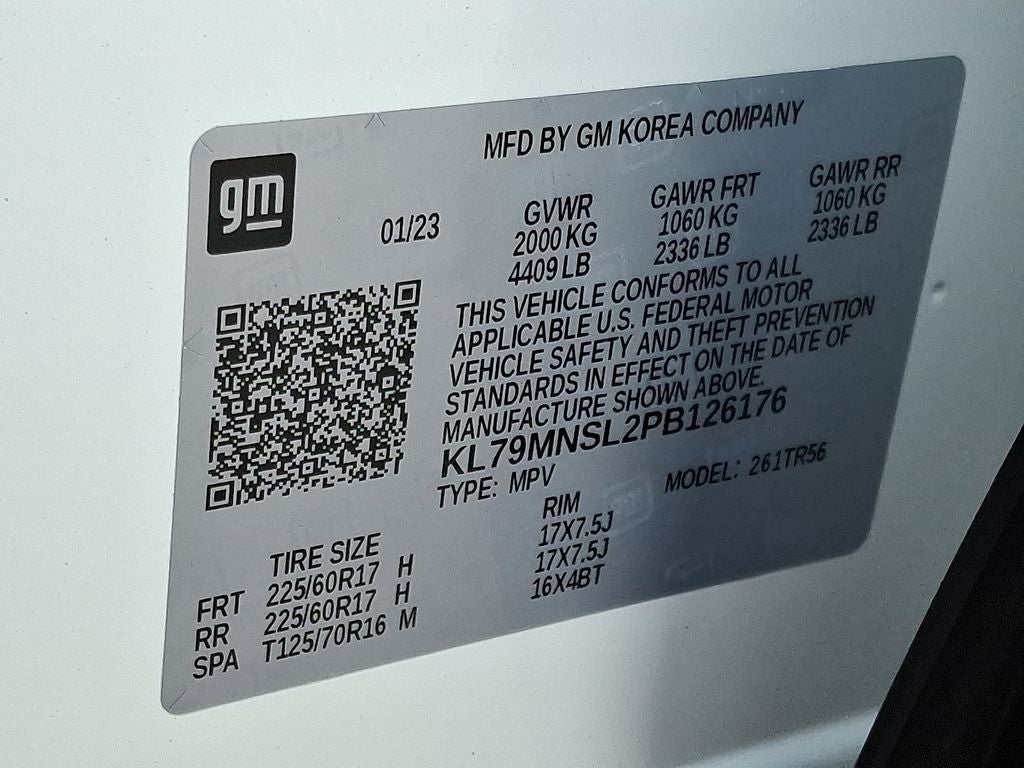 gm
MFD BY GM KOREA COMPANY
01/23
GVWR GAWR FRT GAWR RR
2000 KG 1060 KG 1060 KG
4409 LB 2336 LB 2336 LB
THIS VEHICLE CONFORMS TO ALL
APPLICABLE U.S. FEDERAL MOTOR
VEHICLE SAFETY AND THEFT PREVENTION
STANDARDS IN EFFECT ON THE DATE OF
MANUFACTURE SHOWN ABOVE.
KL79MNSL2PB126176
TYPE: MPV MODEL: 261TR56
TIRE SIZE RIM
FRT 225/60R17 H 17X7.5J
RR 225/60R17 H 17X7.5J
SPA T125/70R16 M 16X4BT